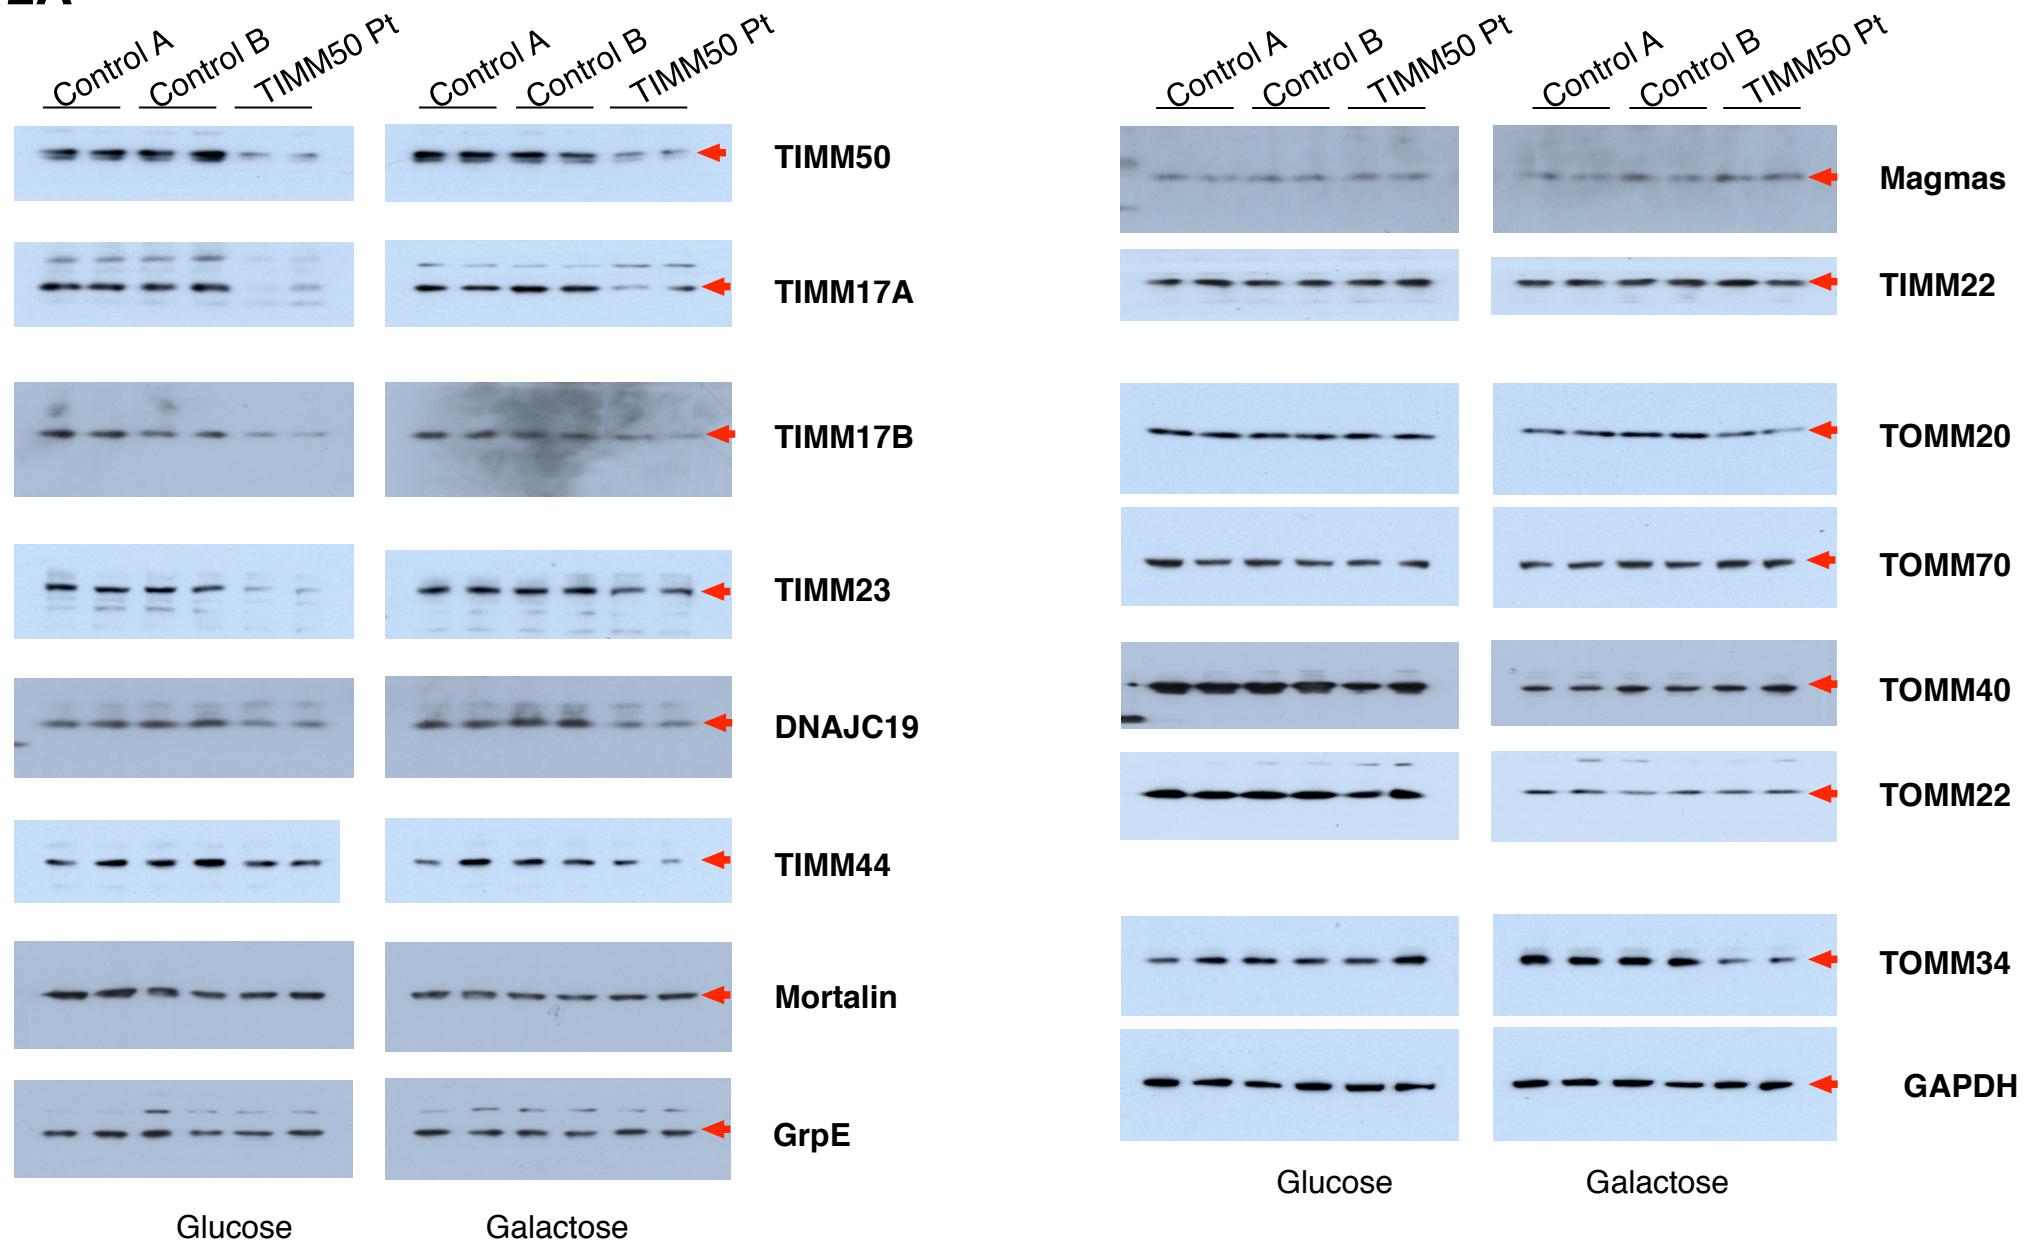 Control A Control B TIMM50 Pt Control A Control B TIMM50 Pt
TIMM50
TIMM17A
TIMM17B
TIMM23
DNAJC19
TIMM44
Mortalin
GrpE
Glucose Galactose
Control A Control B TIMM50 Pt Control A Control B TIMM50 Pt
Magmas
TIMM22
TOMM20
TOMM70
TOMM40
TOMM22
TOMM34
GAPDH
Glucose Galactose